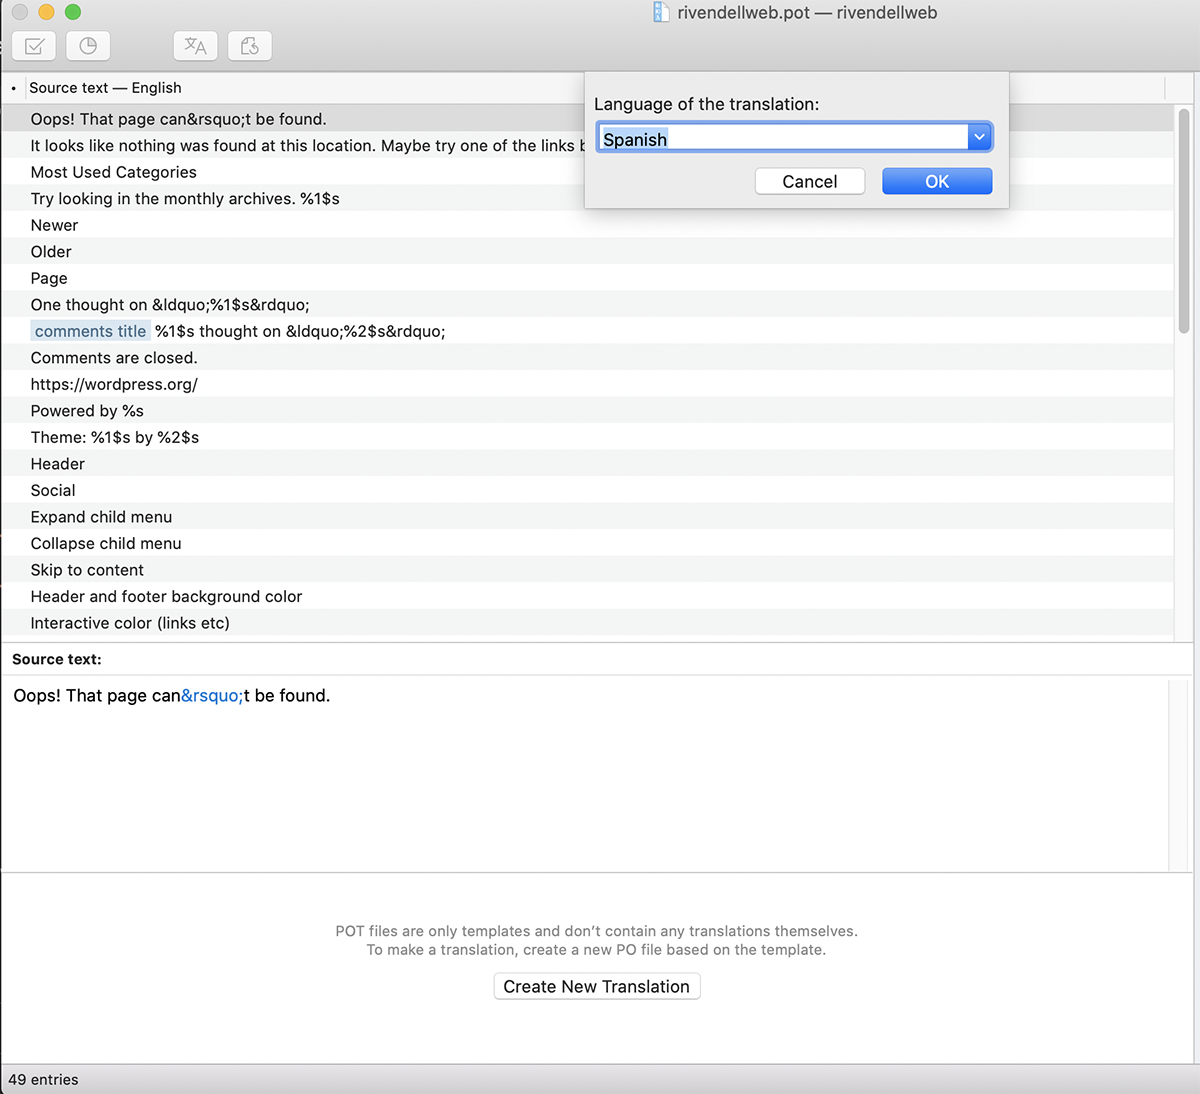 rivendellweb.pot — rivendellweb
Language of the translation:
Spanish
Cancel
OK
• Source text — English
Oops! That page can&rsquo;t be found.
It looks like nothing was found at this location. Maybe try one of the links
Most Used Categories
Try looking in the monthly archives. %1$s
Newer
Older
Page
One thought on &ldquo;%1$s&rdquo;
comments title %1$s thought on &ldquo;%2$s&rdquo;
Comments are closed.
https://wordpress.org/
Powered by %s
Theme: %1$s by %2$s
Header
Social
Expand child menu
Collapse child menu
Skip to content
Header and footer background color
Interactive color (links etc)
Source text:
Oops! That page can&rsquo;t be found.
POT files are only templates and don’t contain any translations themselves.
To make a translation, create a new PO file based on the template.
Create New Translation
49 entries